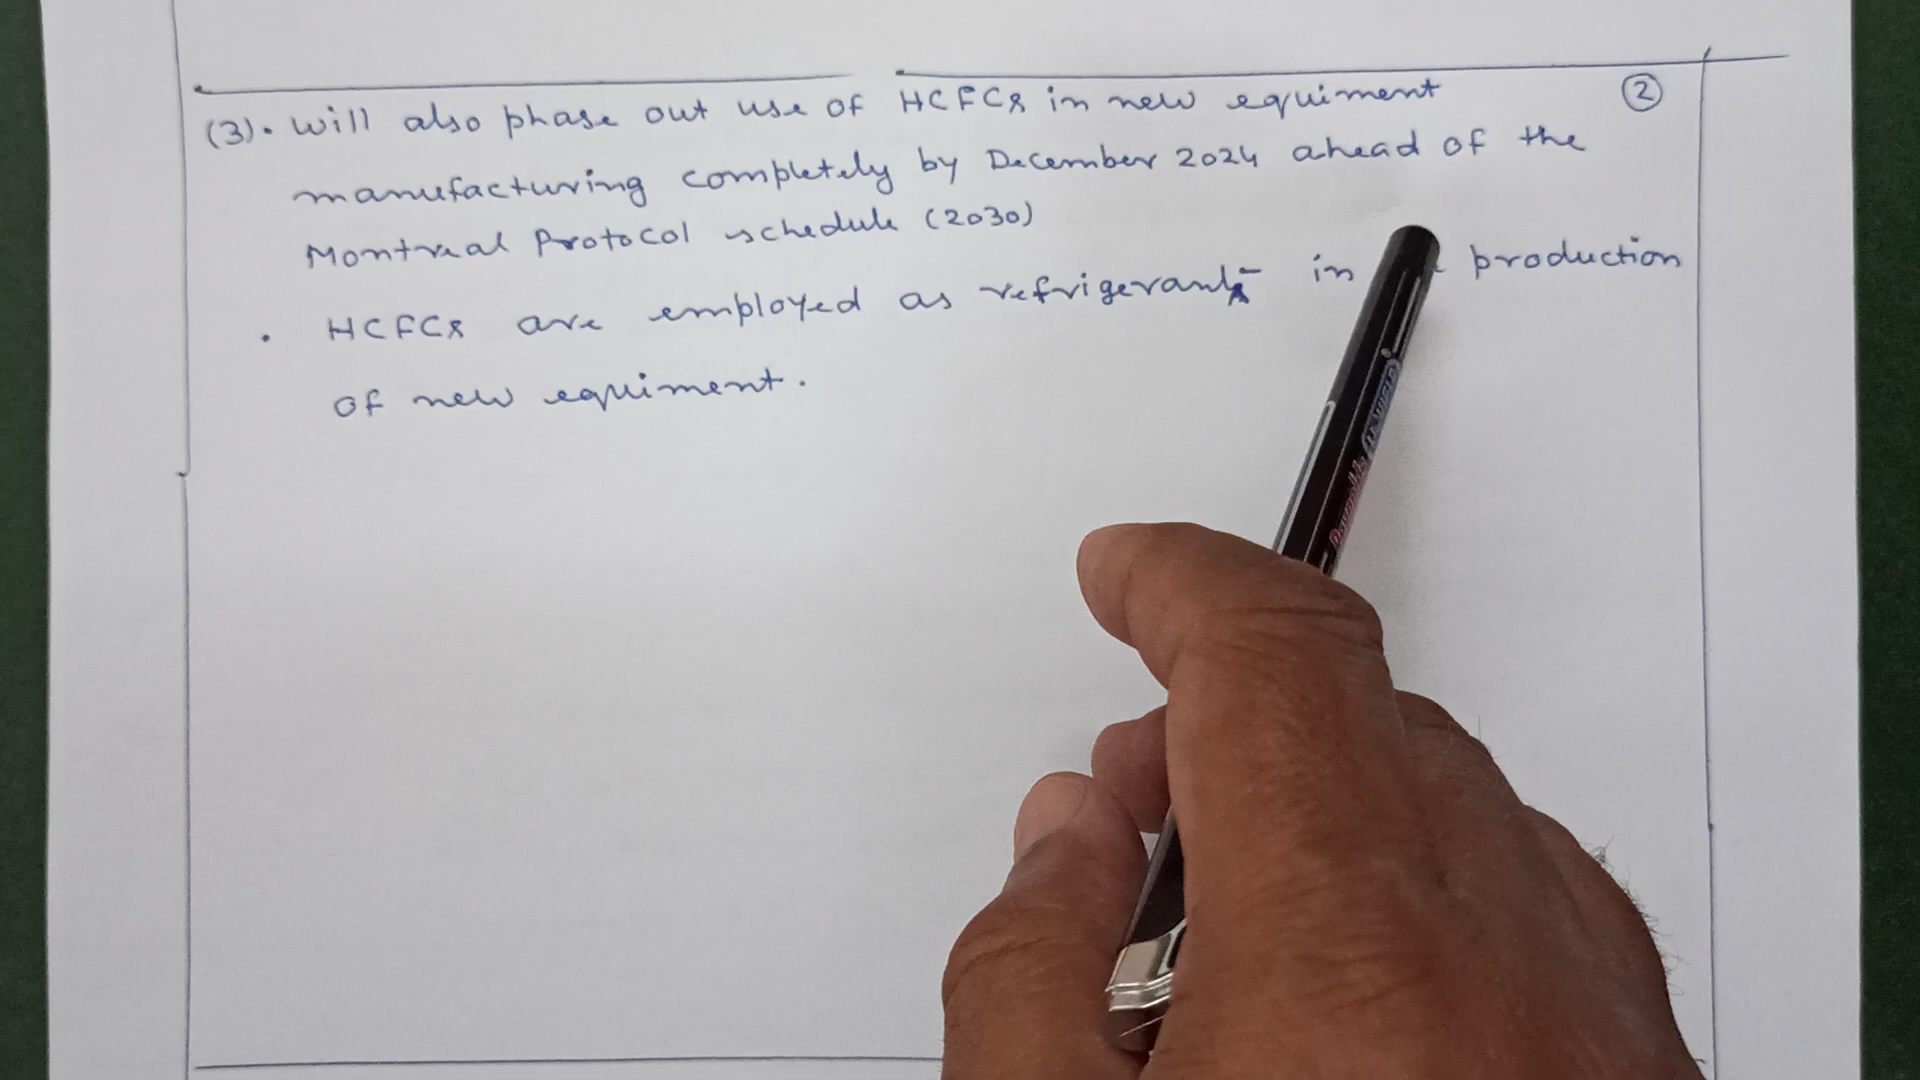 (3). Will also phase out use of HCFCs in new equiment
②
manufacturing completely by December 2024 ahead of the
Montreal Protocol schedule (2030)
. HCFCs are employed as refrigerants in production
of new equiment.